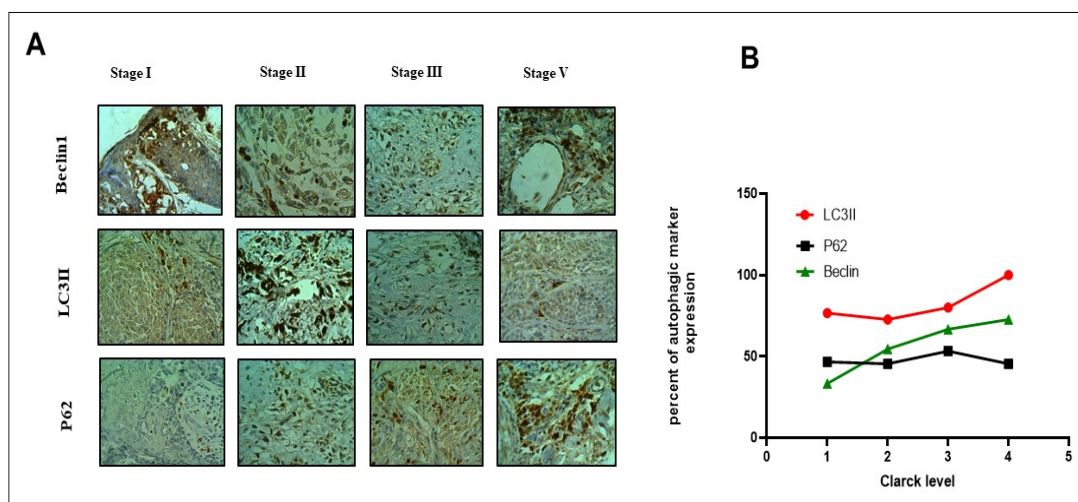 A
Stage I
Stage II
Stage III
Stage V
Beclin1
LC3II
P62
B
percent of autophagic marker
expression
150
100
50
0
LC3II
P62
Beclin
0
1
2
3
4
5
Clarck level